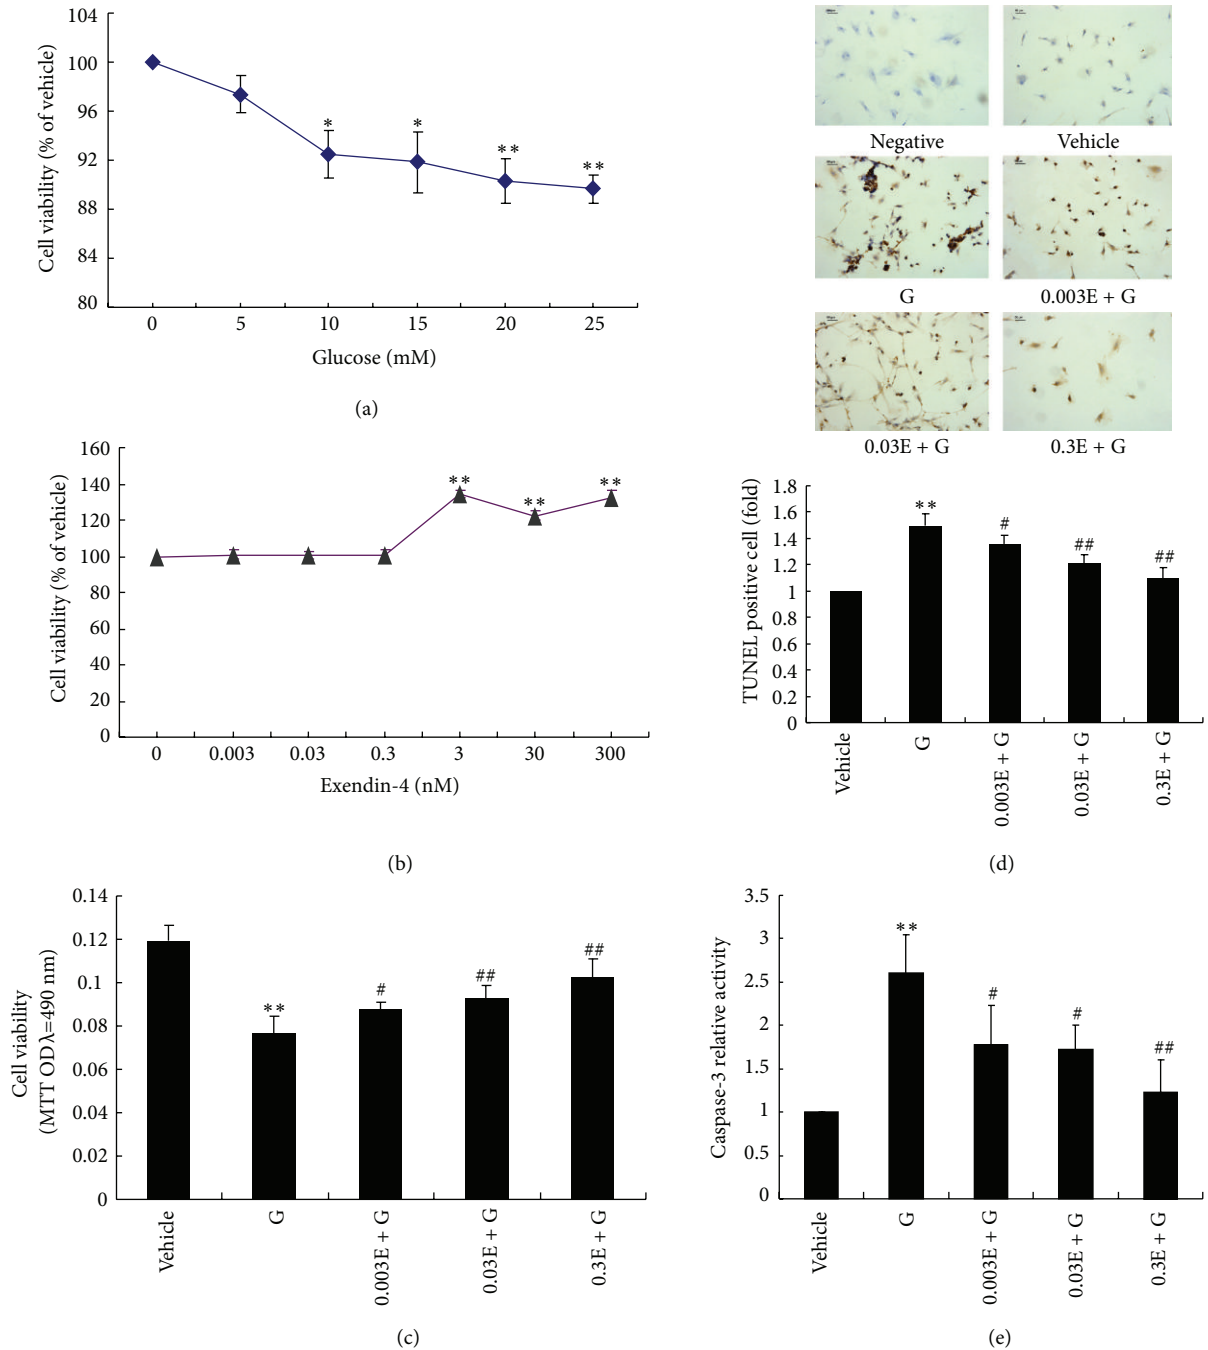 104
100
96
92
88
84
80
Cell viability (% of vehicle)
*
*
**
**
0 5 10 15 20 25
Glucose (mM)
(a)
160
140
120
100
80
60
40
20
0
Cell viability (% of vehicle)
**
**
**
0 0.003 0.03 0.3 3 30 300
Exendin-4 (nM)
(b)
0.14
0.12
0.1
0.08
0.06
0.04
0.02
0
Cell viability
(MTT OD λ=490 nm)
**
#
##
##
Vehicle
G
0.003E + G
0.03E + G
0.3E + G
(c)
Negative Vehicle
G 0.003E + G
0.03E + G 0.3E + G
1.8
1.6
1.4
1.2
1
0.8
0.6
0.4
0.2
0
TUNEL positive cell (fold)
**
#
##
##
Vehicle
G
0.003E + G
0.03E + G
0.3E + G
(d)
3.5
3
2.5
2
1.5
1
0.5
0
Caspase-3 relative activity
**
#
#
##
Vehicle
G
0.003E + G
0.03E + G
0.3E + G
(e)